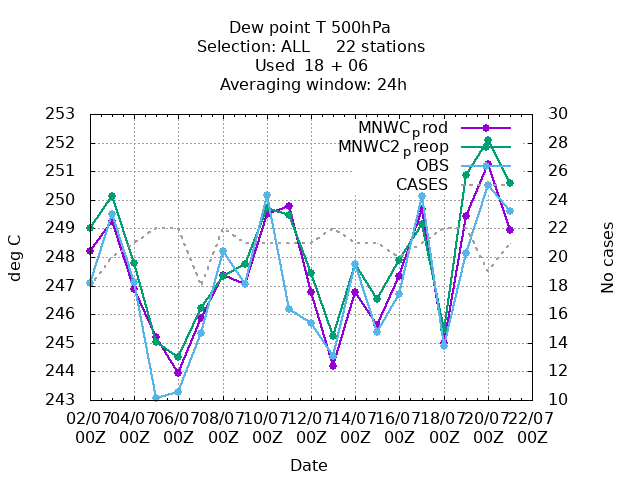 Dew point T 500hPa
Selection: ALL 22 stations
Used 18 + 06
Averaging window: 24h
MNWCprod
MNWC2preop
OBS
CASES
253
252
251
250
249
248
247
246
245
244
243
30
28
26
24
22
20
18
16
14
12
10
deg C
No cases
02/07 04/07 06/07 08/07 10/07 12/07 14/07 16/07 18/07 20/07 22/07
00Z 00Z 00Z 00Z 00Z 00Z 00Z 00Z 00Z 00Z 00Z
Date